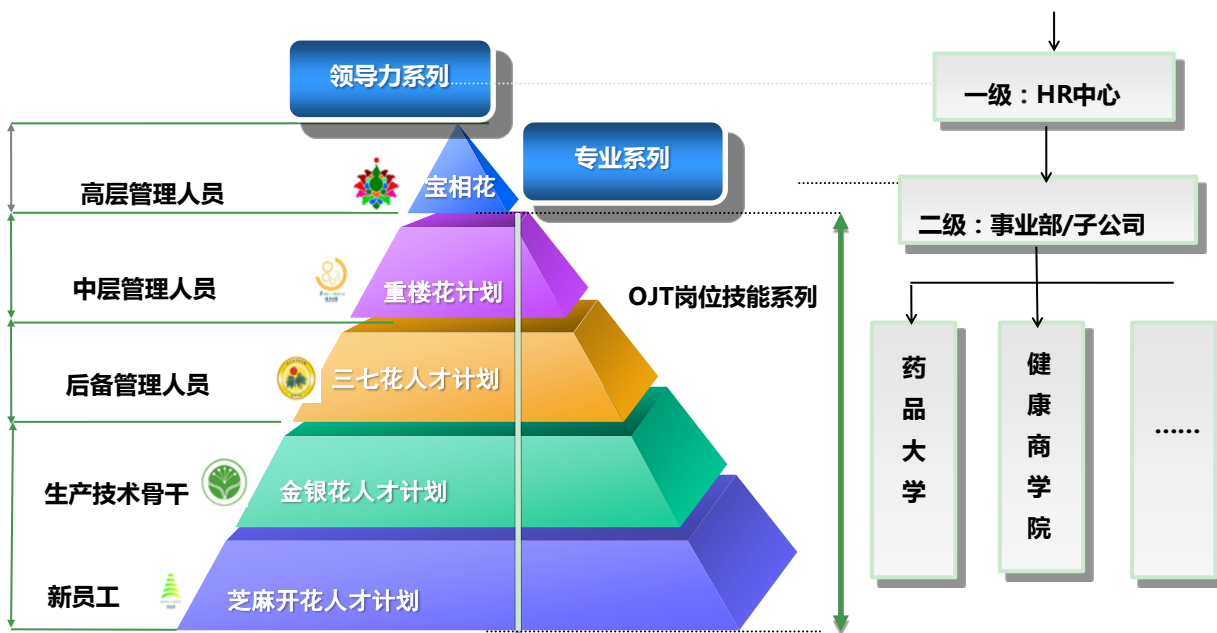 领导力系列
专业系列
一级：HR中心
高层管理人员
宝相花
二级：事业部/子公司
中层管理人员
重楼花计划
OJT岗位技能系列
后备管理人员
三七花人才计划
药品大学
健康商学院
……
生产技术骨干
金银花人才计划
新员工
芝麻开花人才计划